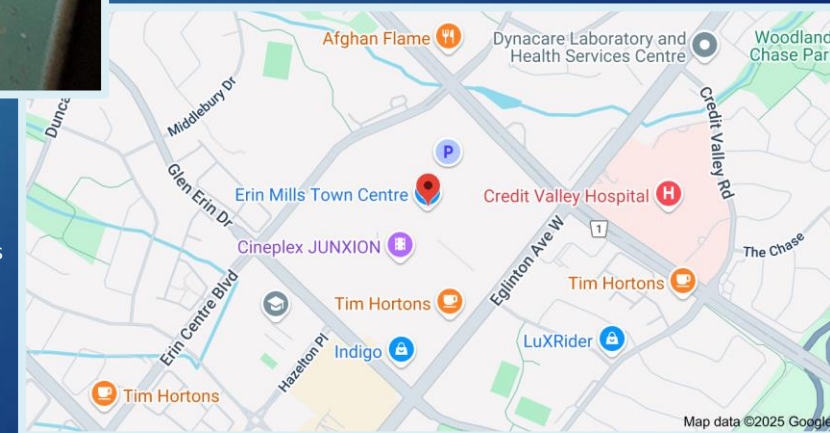 Afghan Flame
Dynacare Laboratory and
Health Services Centre
Woodland
Chase Par
Middlebury Dr
Dunca
Credit Valley Rd
P
Glen Erin Dr
Erin Mills Town Centre
Credit Valley Hospital
H
1
s
Cineplex JUNXION
The Chase
Eglinton Ave W
Tim Hortons
Tim Hortons
Erin Centre Blvd
Indigo
LuXRider
Hazelton Pl
Tim Hortons
Map data ©2025 Google